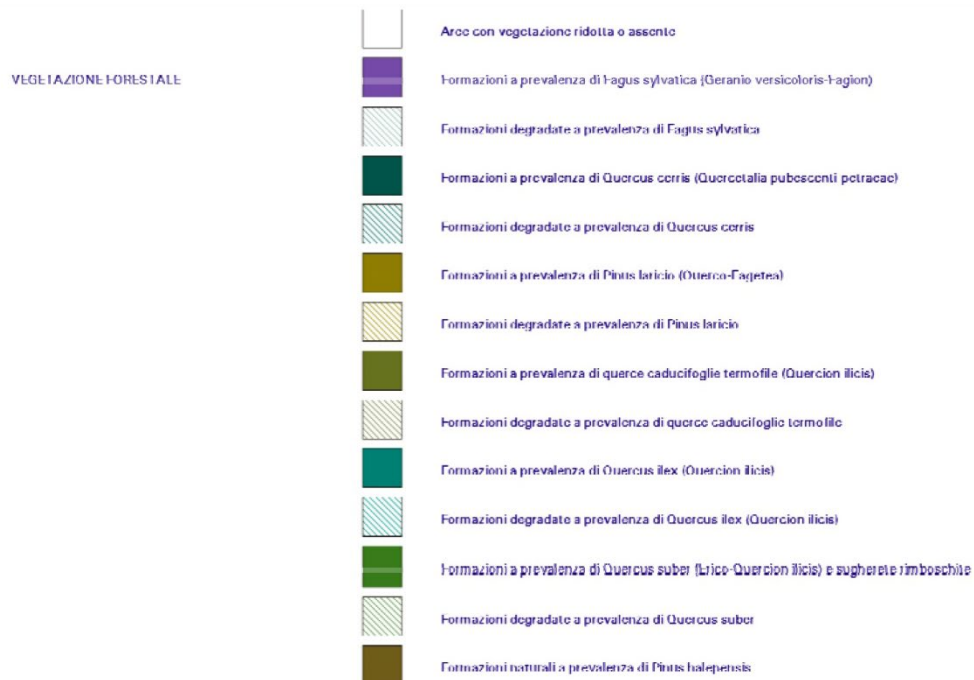 Aree con vegetazione ridotta o assente
VEGETAZIONE FORESTALE
Formazioni a prevalenza di Fagus sylvatica (Geranio versicoloris-Fagion)
Formazioni degradate a prevalenza di Fagus sylvatica
Formazioni a prevalenza di Quercus cerris (Quercetalia pubescenti petraeae)
Formazioni degradate a prevalenza di Quercus cerris
Formazioni a prevalenza di Pinus laricio (Querco-Fagetea)
Formazioni degradate a prevalenza di Pinus laricio
Formazioni a prevalenza di querce caducifoglie termofile (Quercion ilicis)
Formazioni degradate a prevalenza di querce caducifoglie termofile
Formazioni a prevalenza di Quercus ilex (Quercion ilicis)
Formazioni degradate a prevalenza di Quercus ilex (Quercion ilicis)
Formazioni a prevalenza di Quercus suber (Erico-Quercion ilicis) e sugherete rimboschite
Formazioni degradate a prevalenza di Quercus suber
Formazioni naturali a prevalenza di Pinus halepensis